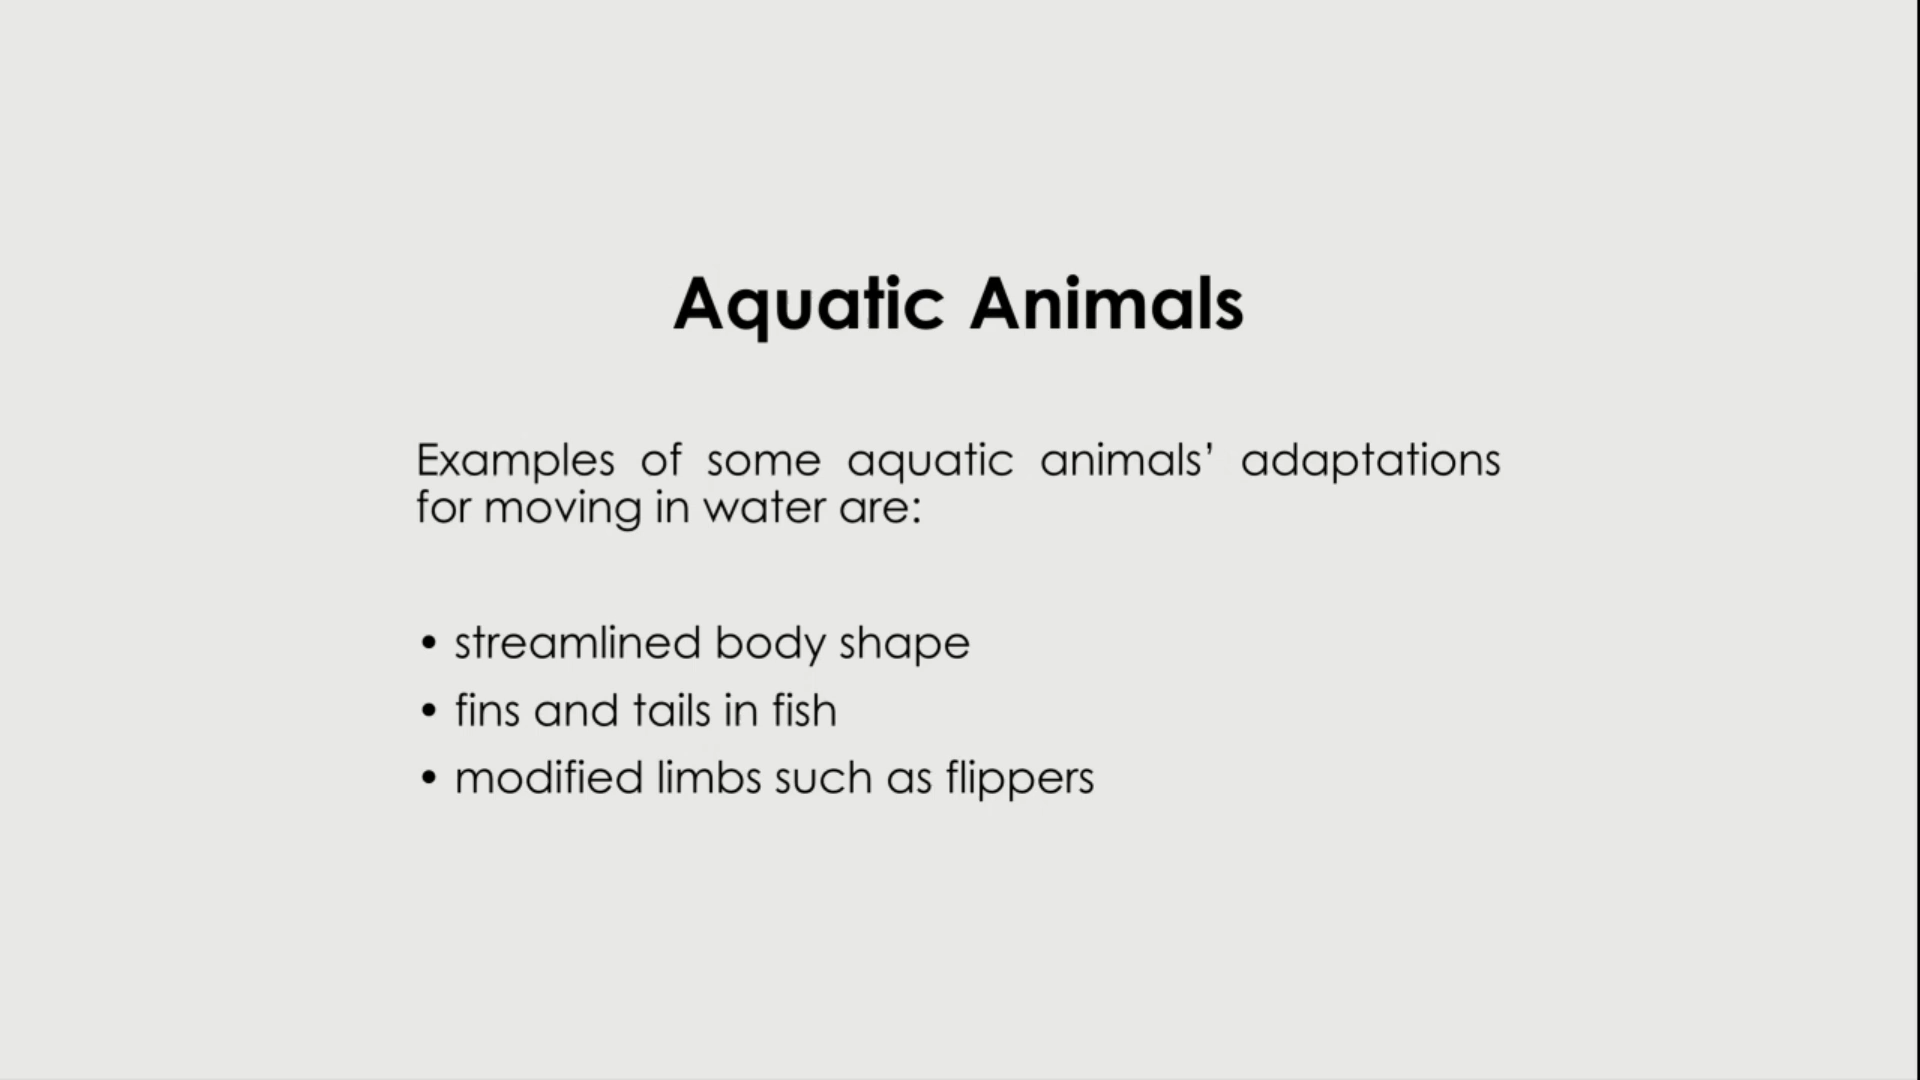 Aquatic Animals
Examples of some aquatic animals’ adaptations
for moving in water are:
• streamlined body shape
• fins and tails in fish
• modified limbs such as flippers